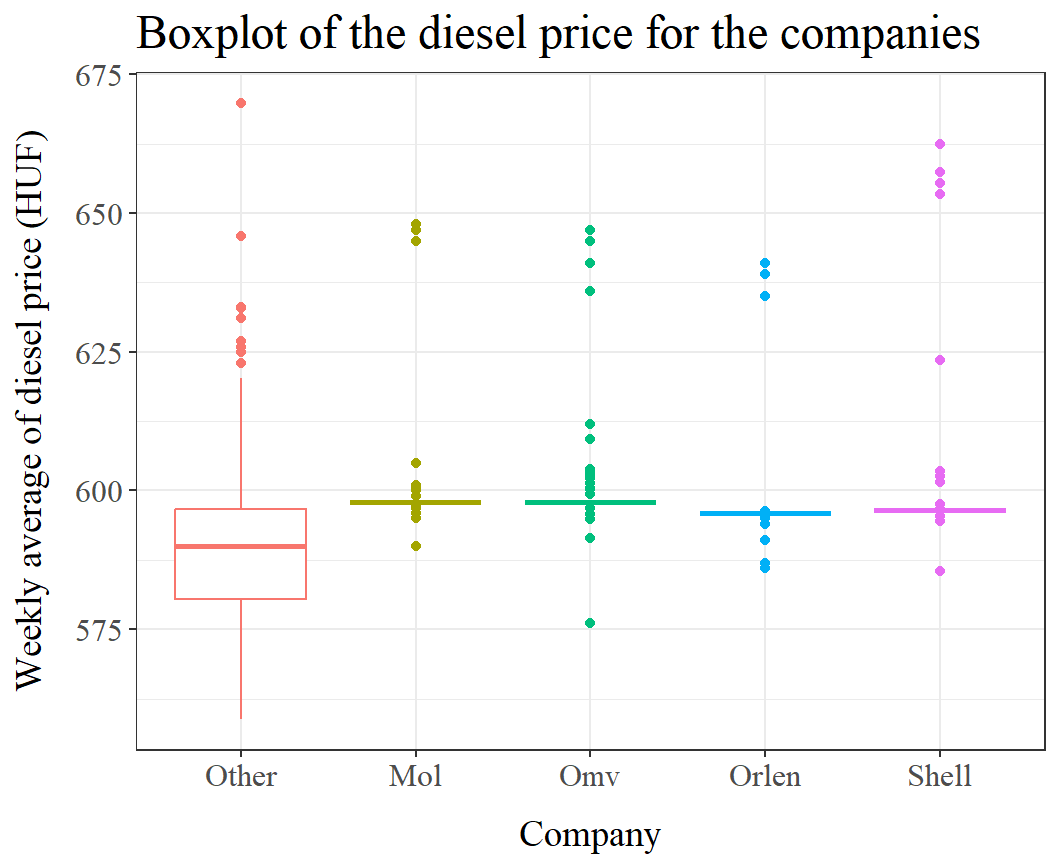 Boxplot of the diesel price for the companies
Weekly average of diesel price (HUF)
675
650
625
600
575
Other Mol Omv Orlen Shell
Company